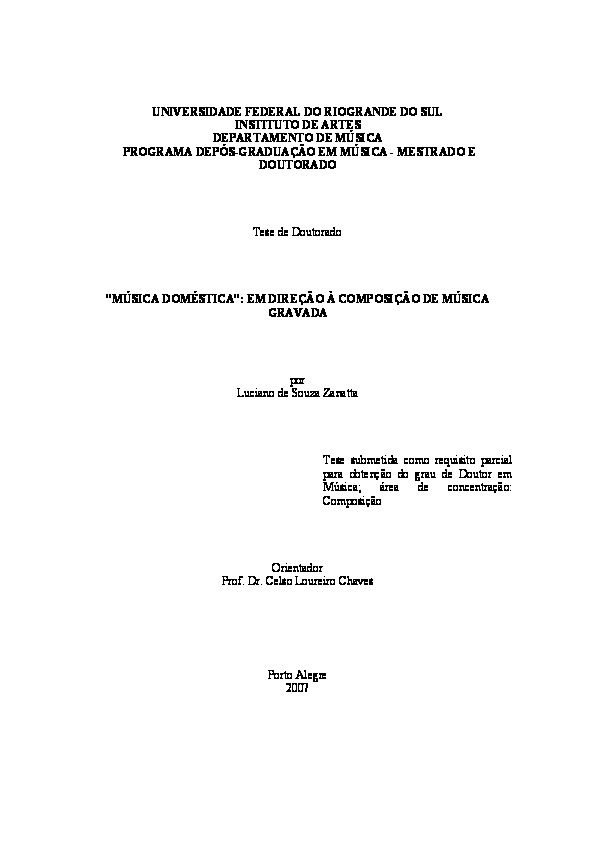 UNIVERSIDADE FEDERAL DO RIOGRANDE DO SUL
INSTITUTO DE ARTES
DEPARTAMENTO DE MÚSICA
PROGRAMA DEPÓS-GRADUAÇÃO EM MÚSICA - MESTRADO E
DOUTORADO
Tese de Doutorado
"MÚSICA DOMÉSTICA": EM DIREÇÃO À COMPOSIÇÃO DE MÚSICA
GRAVADA
por
Luciano de Souza Zanatta
Tese submetida como requisito parcial
para obtenção do grau de Doutor em
Música; área de concentração:
Composição
Orientador
Prof. Dr. Celso Loureiro Chaves
Porto Alegre
2007